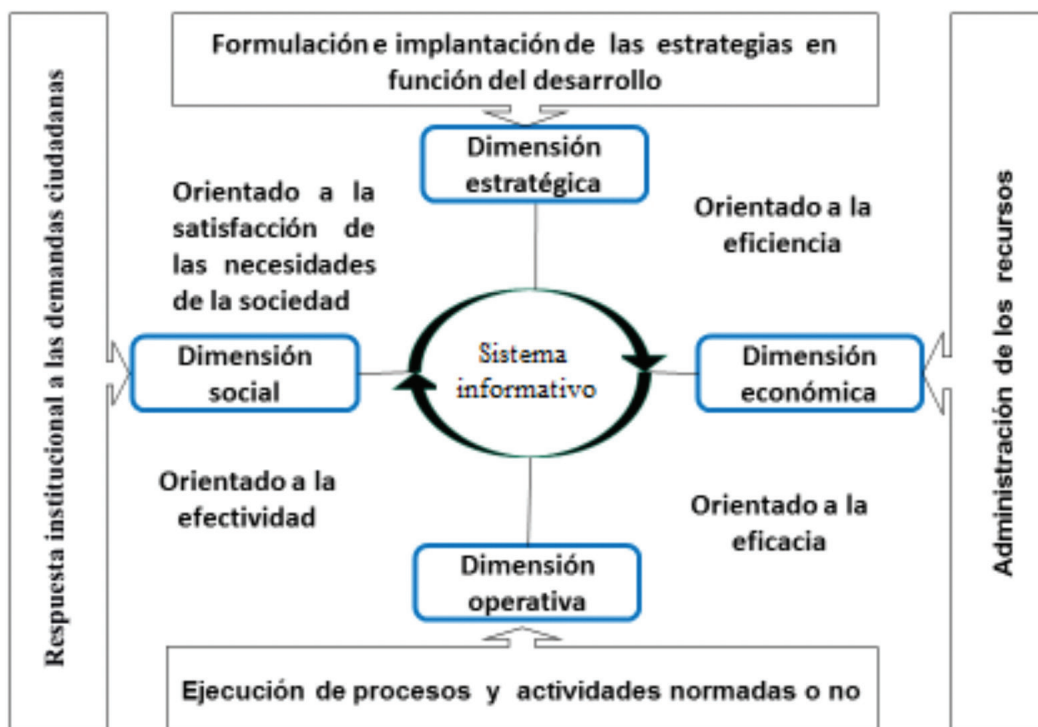 Formulación e implantación de las estrategias en
función del desarrollo
Respuesta institucional a las demandas ciudadanas
Dimensión
estratégica
Orientado a la
satisfacción de
las necesidades
de la sociedad
Orientado a la
eficiencia
Dimensión
social
Sistema
informativo
Dimensión
económica
Administración de los recursos
Orientado a la
efectividad
Orientado a la
eficacia
Dimensión
operativa
Ejecución de procesos y actividades normadas o no